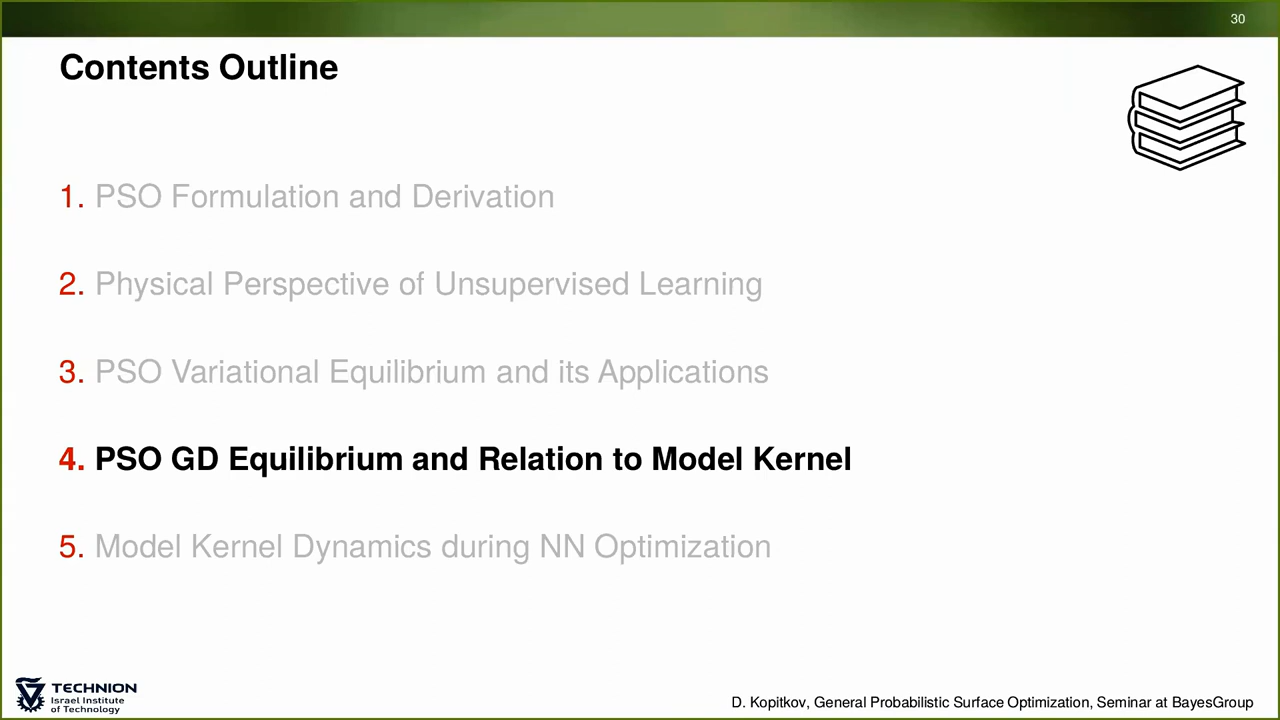 30
Contents Outline
1. PSO Formulation and Derivation
2. Physical Perspective of Unsupervised Learning
3. PSO Variational Equilibrium and its Applications
4. PSO GD Equilibrium and Relation to Model Kernel
5. Model Kernel Dynamics during NN Optimization
TECHNION
Israel Institute
of Technology
D. Kopitkov, General Probabilistic Surface Optimization, Seminar at BayesGroup